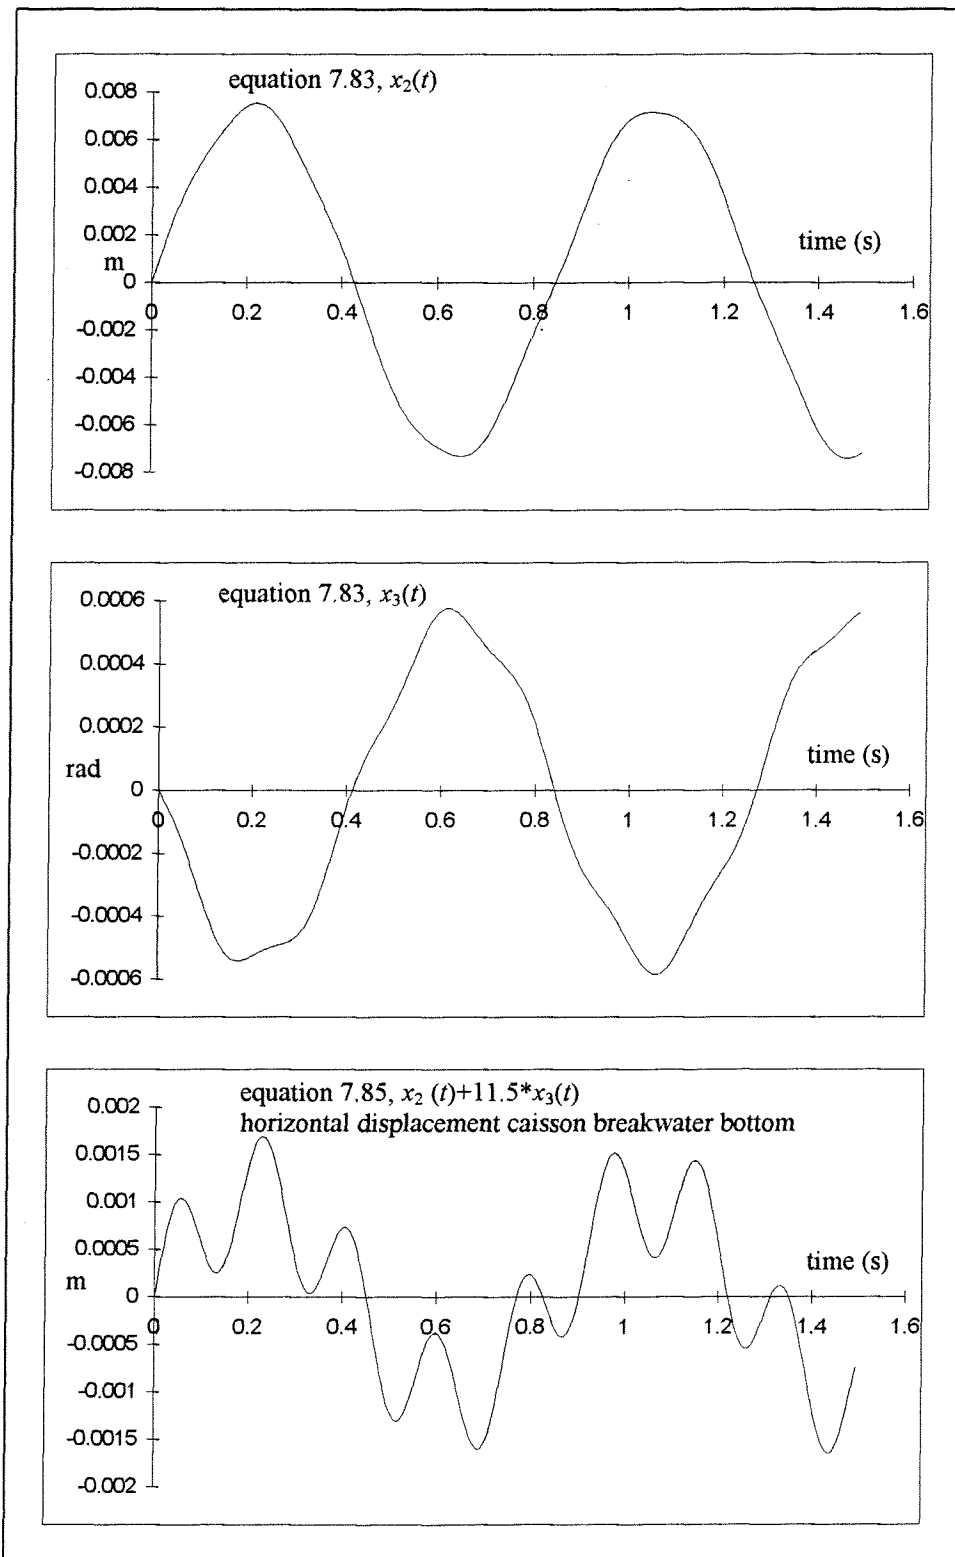 equation 7.83, x₂(t)
0.008
0.006
0.004
0.002
m
0
-0.002
-0.004
-0.006
-0.008
time (s)
0 0.2 0.4 0.6 0.8 1 1.2 1.4 1.6
equation 7.83, x₃(t)
0.0006
0.0004
0.0002
rad
0
-0.0002
-0.0004
-0.0006
time (s)
0 0.2 0.4 0.6 0.8 1 1.2 1.4 1.6
equation 7.85, x₂ (t)+11.5*x₃(t)
horizontal displacement caisson breakwater bottom
0.002
0.0015
0.001
0.0005
m
0
-0.0005
-0.001
-0.0015
-0.002
time (s)
0 0.2 0.4 0.6 0.8 1 1.2 1.4 1.6